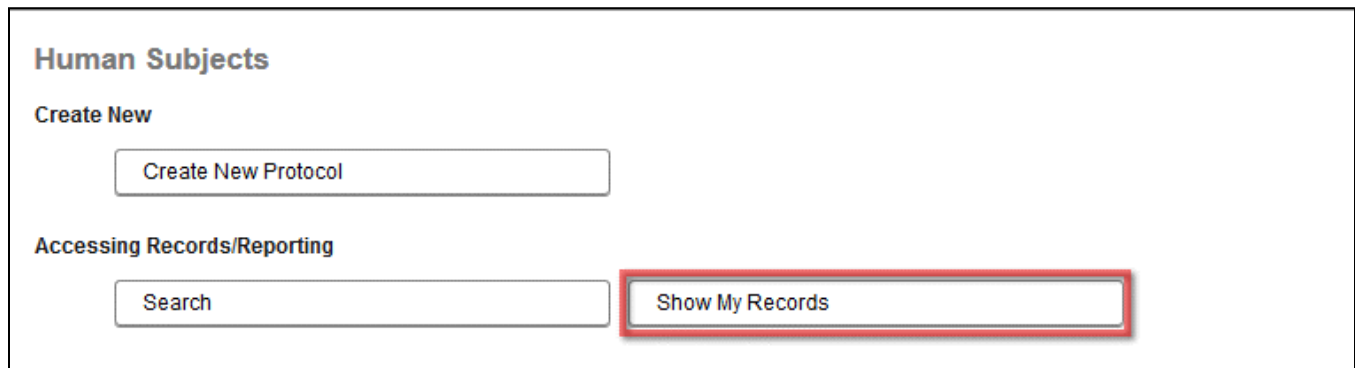 Human Subjects
Create New
Create New Protocol
Accessing Records/Reporting
Search
Show My Records